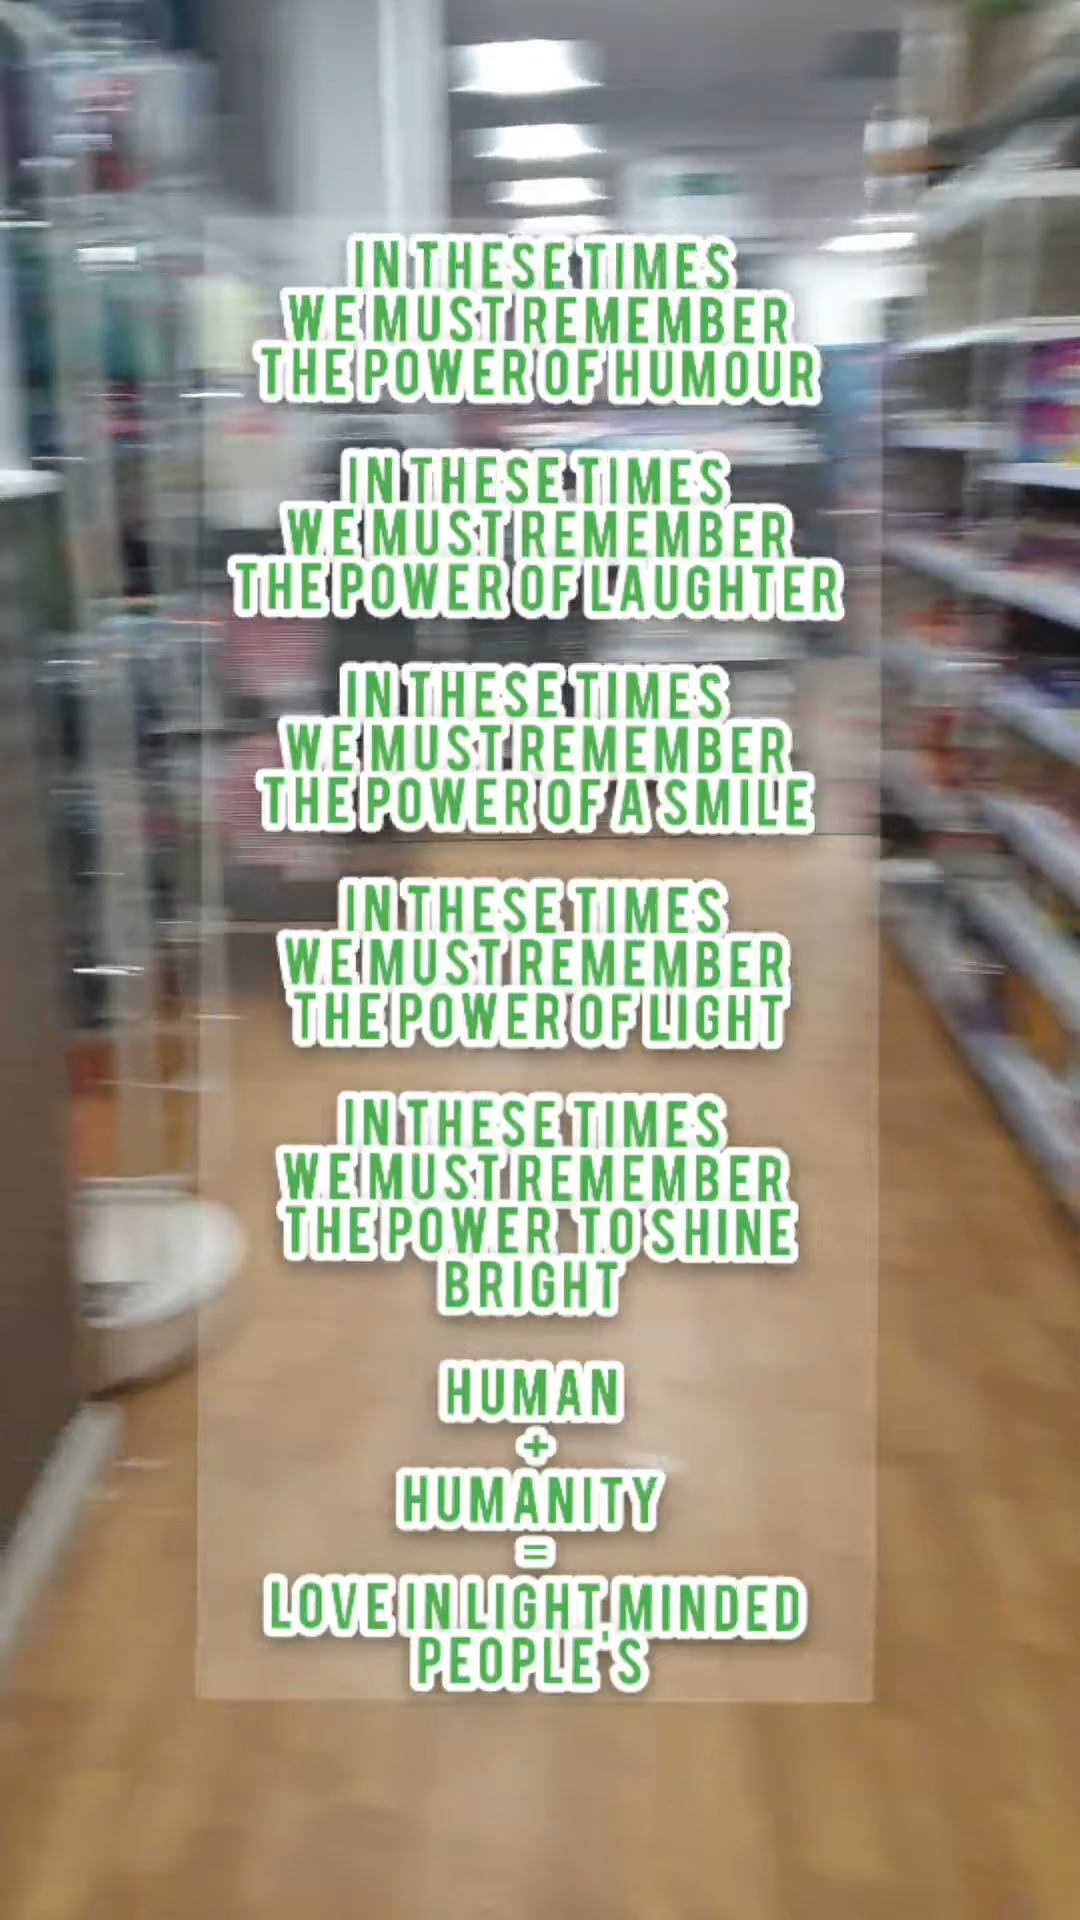 IN THESE TIMES
WE MUST REMEMBER
THE POWER OF HUMOUR
IN THESE TIMES
WE MUST REMEMBER
THE POWER OF LAUGHTER
IN THESE TIMES
WE MUST REMEMBER
THE POWER OF A SMILE
IN THESE TIMES
WE MUST REMEMBER
THE POWER OF LIGHT
IN THESE TIMES
WE MUST REMEMBER
THE POWER TO SHINE
BRIGHT
HUMAN
+
HUMANITY
=
LOVE IN LIGHT MINDED
PEOPLE'S